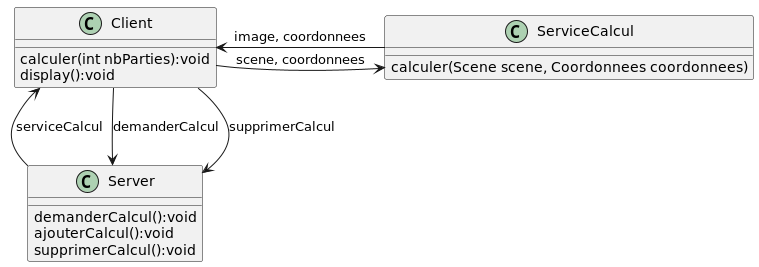 C Client
calculer(int nbParties):void
display():void
image, coordonnees
scene, coordonnees
C ServiceCalcul
calculer(Scene scene, Coordonnees coordonnees)
serviceCalcul
demanderCalcul
supprimerCalcul
C Server
demanderCalcul():void
ajouterCalcul():void
supprimerCalcul():void